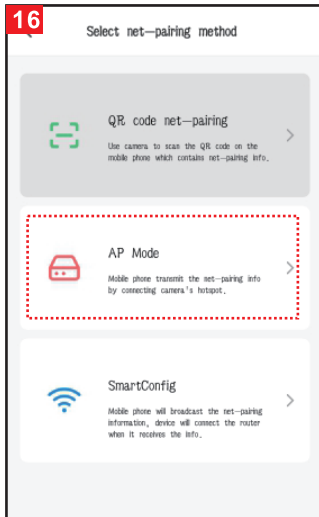 16
Select net—pairing method
QR code net—pairing
Use camera to scan the QR code on the
mobile phone which contains net—pairing info.
AP Mode
Mobile phone transmit the net—pairing info
by connecting camera's hotspot.
SmartConfig
Mobile phone will broadcast the net—pairing
information, device will connect the router
when it receives the info.